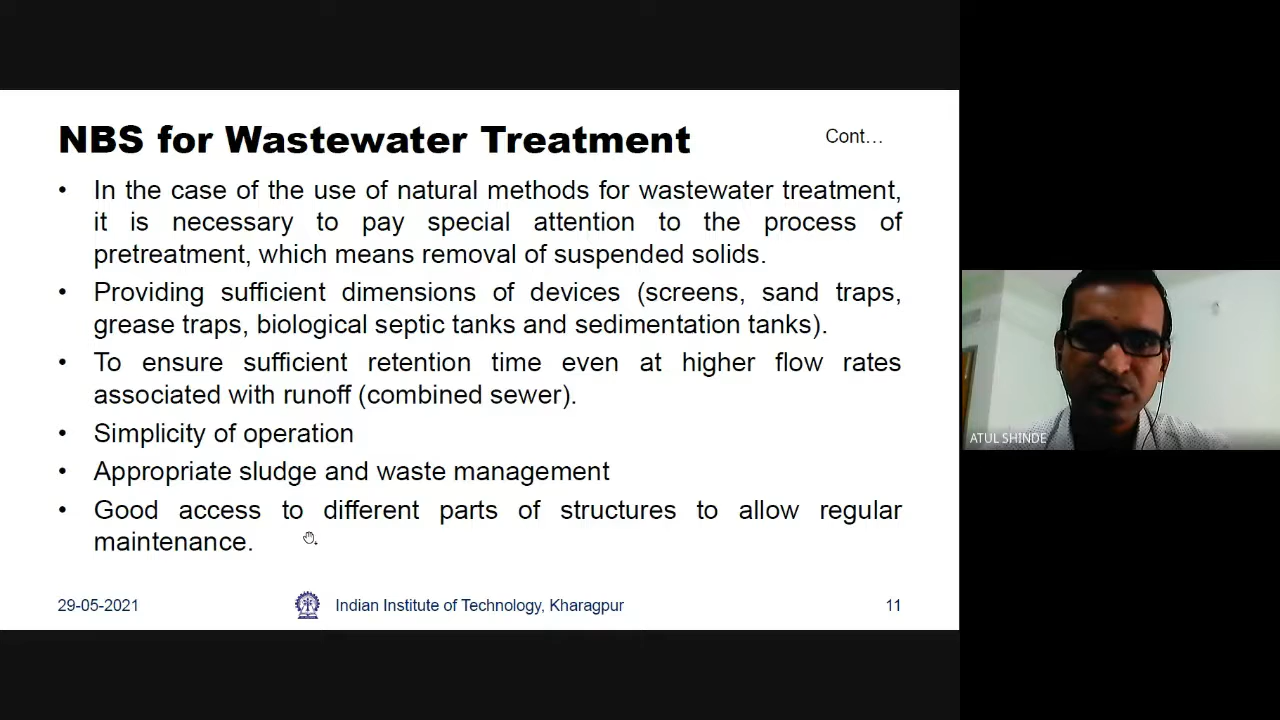 NBS for Wastewater Treatment
Cont...
• In the case of the use of natural methods for wastewater treatment,
it is necessary to pay special attention to the process of
pretreatment, which means removal of suspended solids.
• Providing sufficient dimensions of devices (screens, sand traps,
grease traps, biological septic tanks and sedimentation tanks).
• To ensure sufficient retention time even at higher flow rates
associated with runoff (combined sewer).
• Simplicity of operation
• Appropriate sludge and waste management
• Good access to different parts of structures to allow regular
maintenance.
29-05-2021
Indian Institute of Technology, Kharagpur
11
ATUL SHINDE